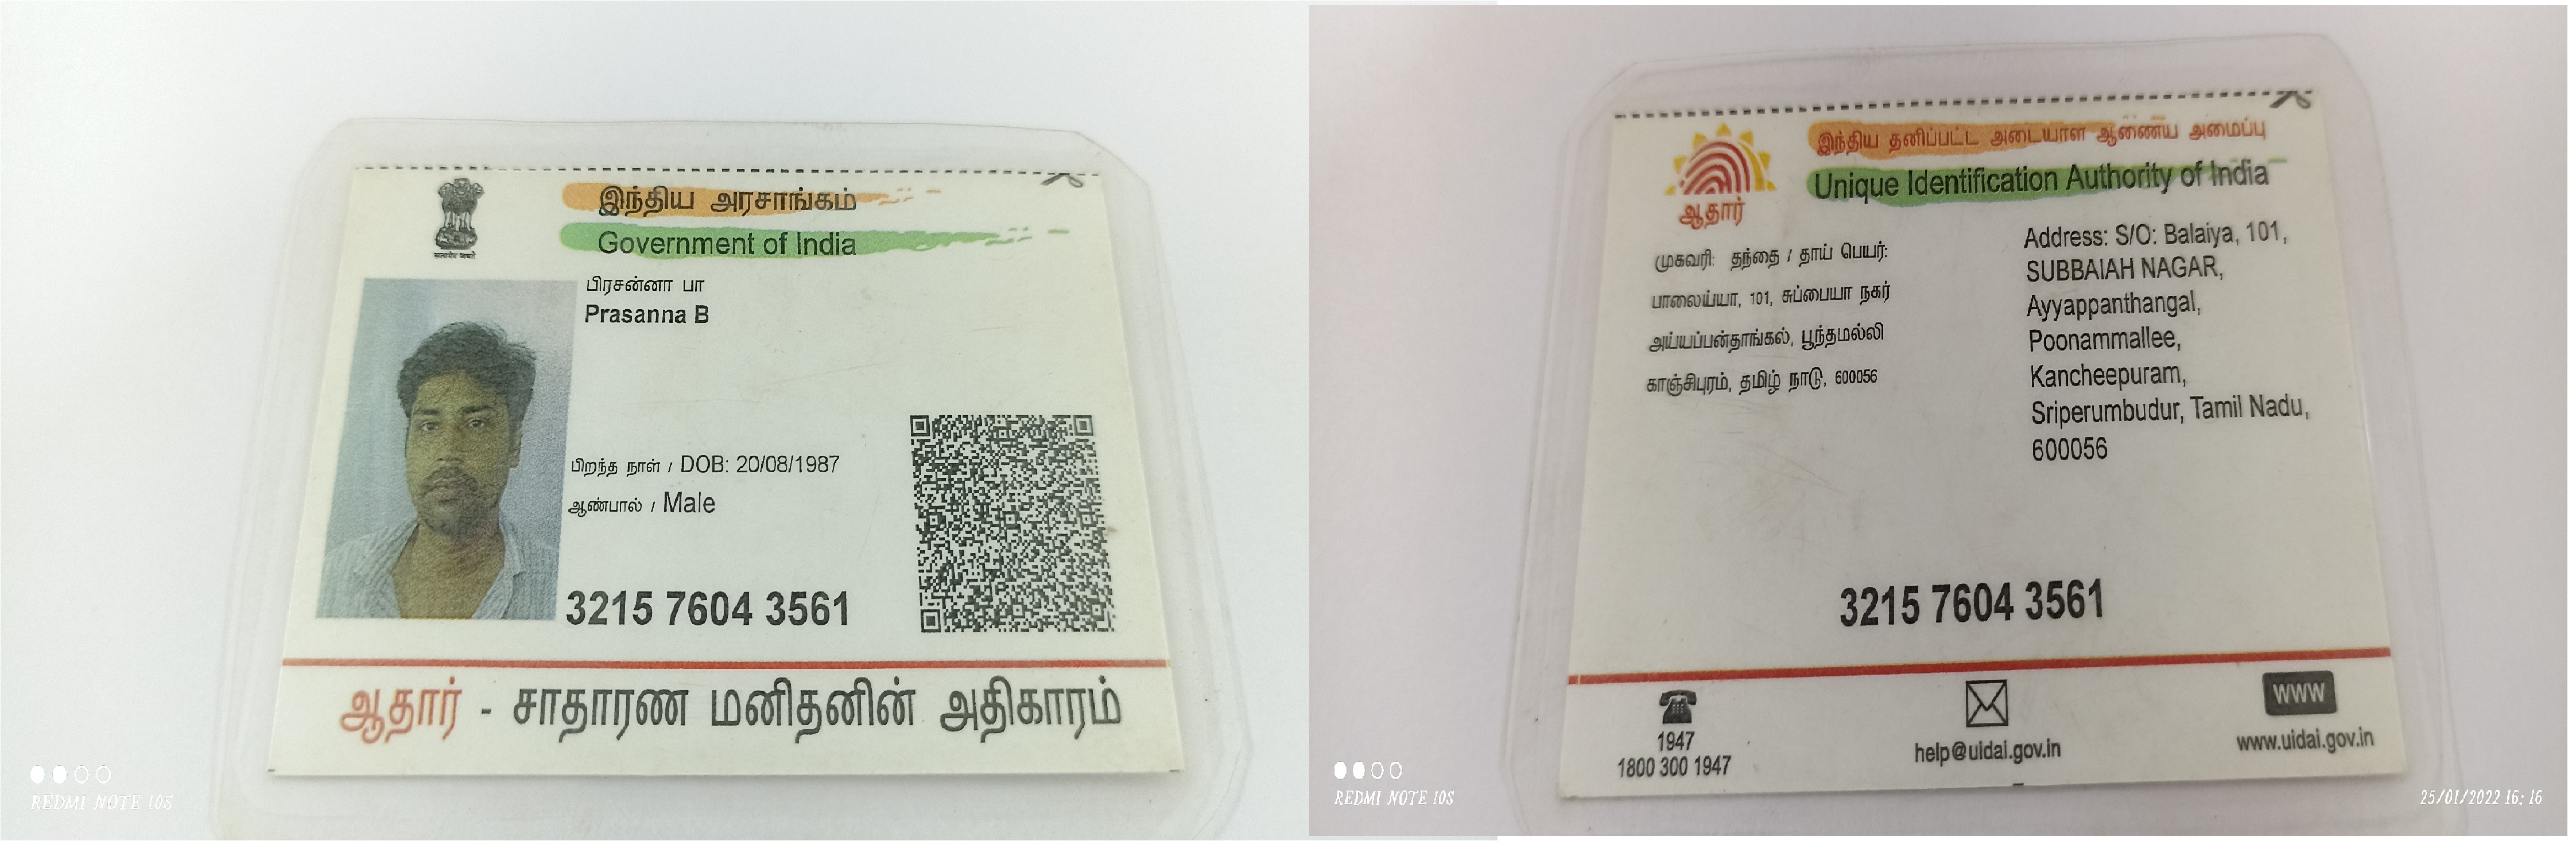 இந்திய அரசாங்கம்
Government of India
பிரசன்னா பா
Prasanna B
பிறந்த நாள் / DOB: 20/08/1987
ஆண்பால் / Male
3215 7604 3561
ஆதார் - சாதாரண மனிதனின் அதிகாரம்
REDMI NOTE 10S
இந்திய தனிப்பட்ட அடையாள ஆணைய அமைப்பு
Unique Identification Authority of India
ஆதார்
முகவரி: தந்தை / தாய் பெயர்:
பாலைய்யா, 101, சுப்பையா நகர்
அய்யப்பன்தாங்கல், பூந்தமல்லி
காஞ்சிபுரம், தமிழ் நாடு, 600056
Address: S/O: Balaiya, 101,
SUBBAIAH NAGAR,
Ayyappanthangal,
Poonammallee,
Kancheepuram,
Sriperumbudur, Tamil Nadu,
600056
3215 7604 3561
1947
1800 300 1947
help@uidai.gov.in
WWW
www.uidai.gov.in
REDMI NOTE 10S
25/01/2022 16:16